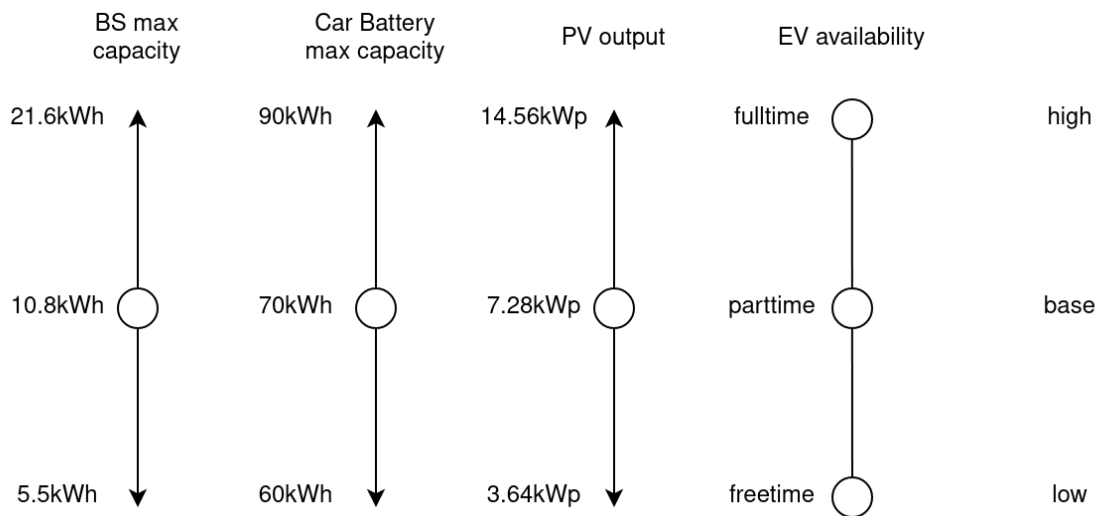 BS max
capacity
Car Battery
max capacity
PV output
EV availability
21.6kWh
90kWh
14.56kWp
fulltime
high
10.8kWh
70kWh
7.28kWp
parttime
base
5.5kWh
60kWh
3.64kWp
freetime
low